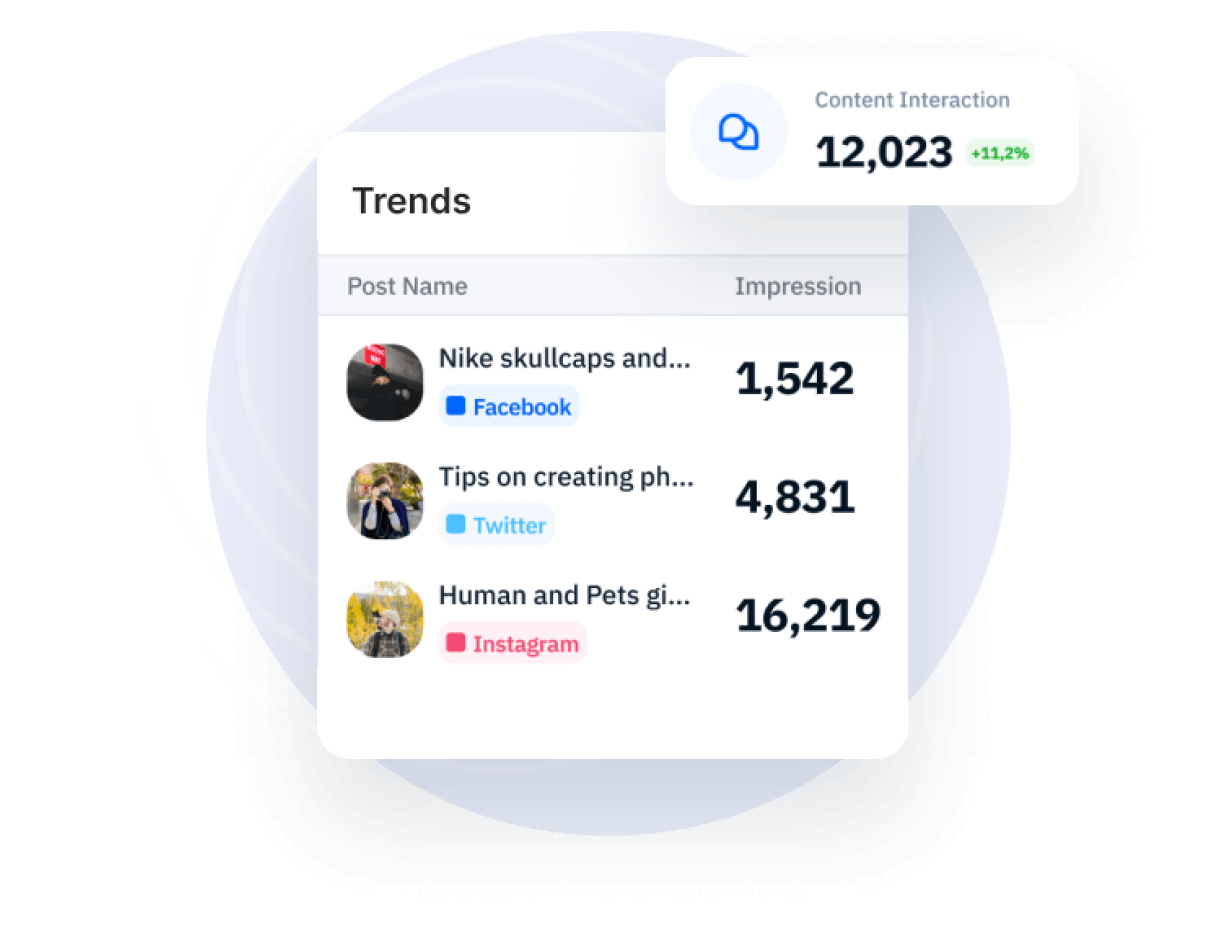 Content Interaction
12,023 +11,2%
Trends
Post Name Impression
Nike skullcaps and...
1,542
Facebook
Tips on creating ph...
4,831
Twitter
Human and Pets gi...
16,219
Instagram